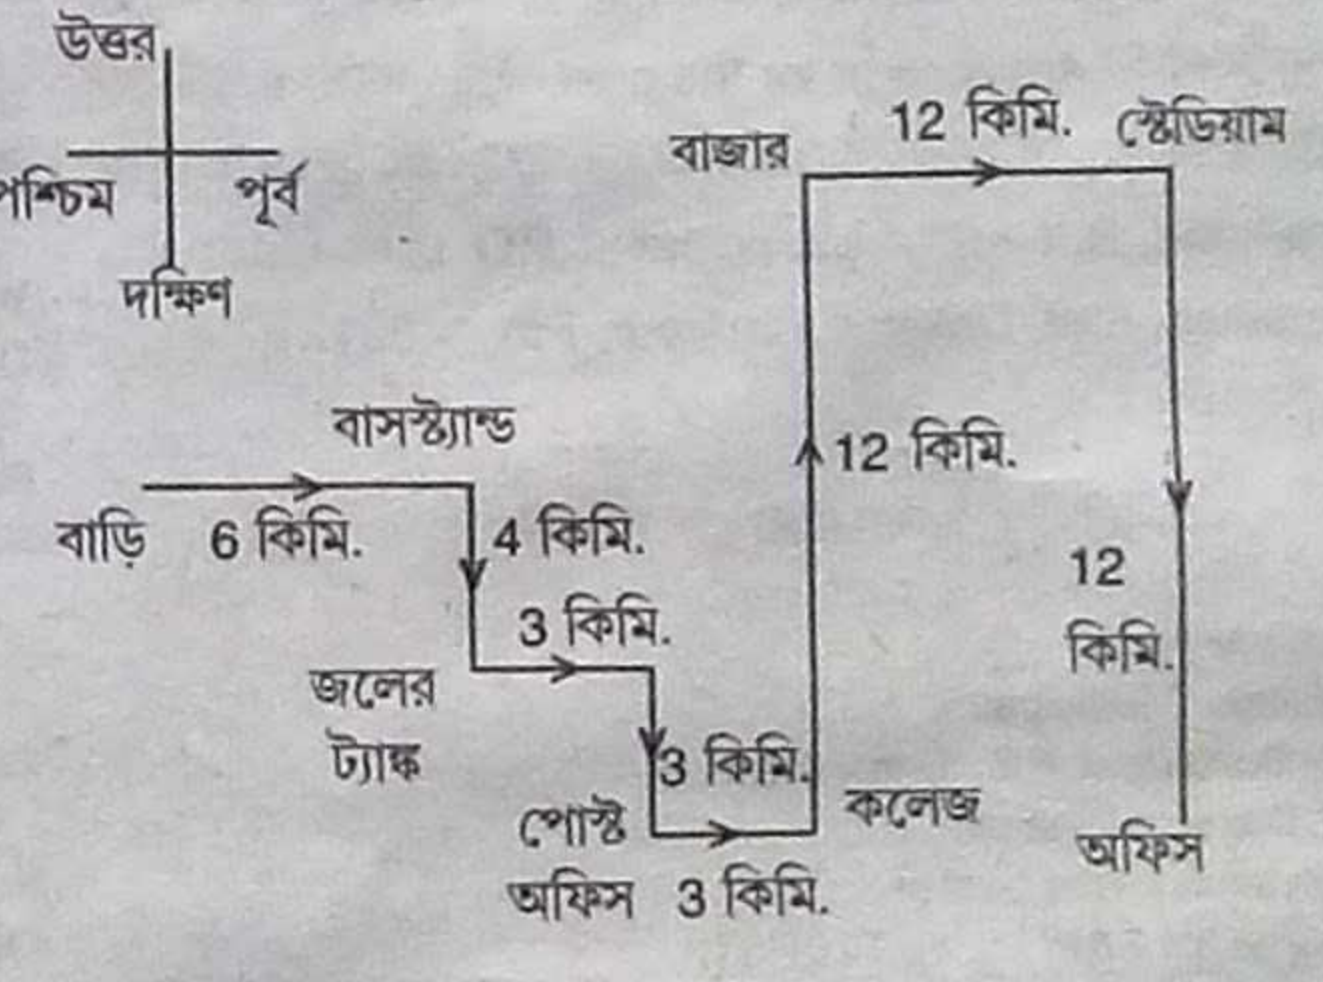 উত্তর
পশ্চিম পূর্ব
দক্ষিণ
বাজার 12 কিমি. স্টেডিয়াম
বাসস্ট্যান্ড
12 কিমি.
বাড়ি 6 কিমি. 4 কিমি.
3 কিমি.
12
কিমি.
জলের
ট্যাঙ্ক
3 কিমি.
পোস্ট
অফিস 3 কিমি.
কলেজ
অফিস